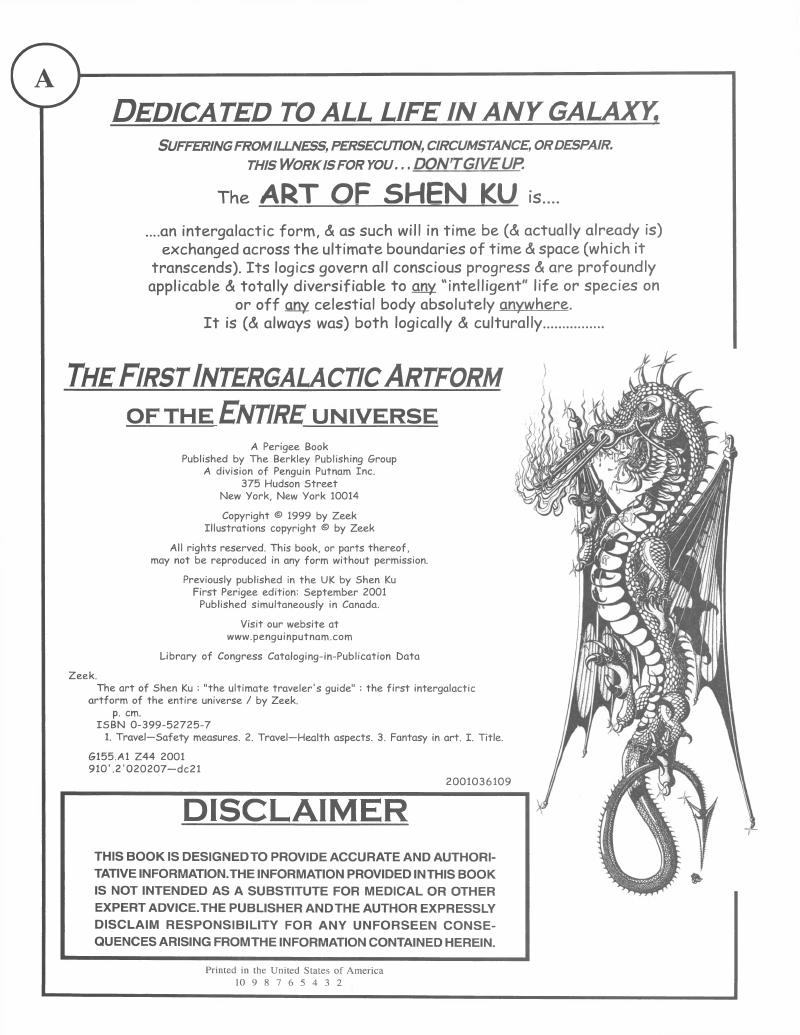 A
DEDICATED TO ALL LIFE IN ANY GALAXY.
SUFFERING FROM ILLNESS, PERSECUTION, CIRCUMSTANCE, OR DESPAIR.
THIS WORK IS FOR YOU . . . DON'T GIVE UP.
The ART OF SHEN KU is....
....an intergalactic form, & as such will in time be (& actually already is)
exchanged across the ultimate boundaries of time & space (which it
transcends). Its logics govern all conscious progress & are profoundly
applicable & totally diversifiable to any "intelligent" life or species on
or off any celestial body absolutely anywhere.
It is (& always was) both logically & culturally................
THE FIRST INTERGALACTIC ARTFORM
OF THE ENTIRE UNIVERSE
A Perigee Book
Published by The Berkley Publishing Group
A division of Penguin Putnam Inc.
375 Hudson Street
New York, New York 10014
Copyright © 1999 by Zeek
Illustrations copyright © by Zeek
All rights reserved. This book, or parts thereof,
may not be reproduced in any form without permission.
Previously published in the UK by Shen Ku
First Perigee edition: September 2001
Published simultaneously in Canada.
Visit our website at
www.penguinputnam.com
Library of Congress Cataloging-in-Publication Data
Zeek.
The art of Shen Ku : "the ultimate traveler's guide" : the first intergalactic
artform of the entire universe / by Zeek.
p. cm.
ISBN 0-399-52725-7
1. Travel—Safety measures. 2. Travel—Health aspects. 3. Fantasy in art. I. Title.
G155.A1 Z44 2001
910'.2'020207—dc21
2001036109
DISCLAIMER
THIS BOOK IS DESIGNED TO PROVIDE ACCURATE AND AUTHORI-
TATIVE INFORMATION. THE INFORMATION PROVIDED IN THIS BOOK
IS NOT INTENDED AS A SUBSTITUTE FOR MEDICAL OR OTHER
EXPERT ADVICE. THE PUBLISHER AND THE AUTHOR EXPRESSLY
DISCLAIM RESPONSIBILITY FOR ANY UNFORSEEN CONSE-
QUENCES ARISING FROM THE INFORMATION CONTAINED HEREIN.
Printed in the United States of America
10 9 8 7 6 5 4 3 2